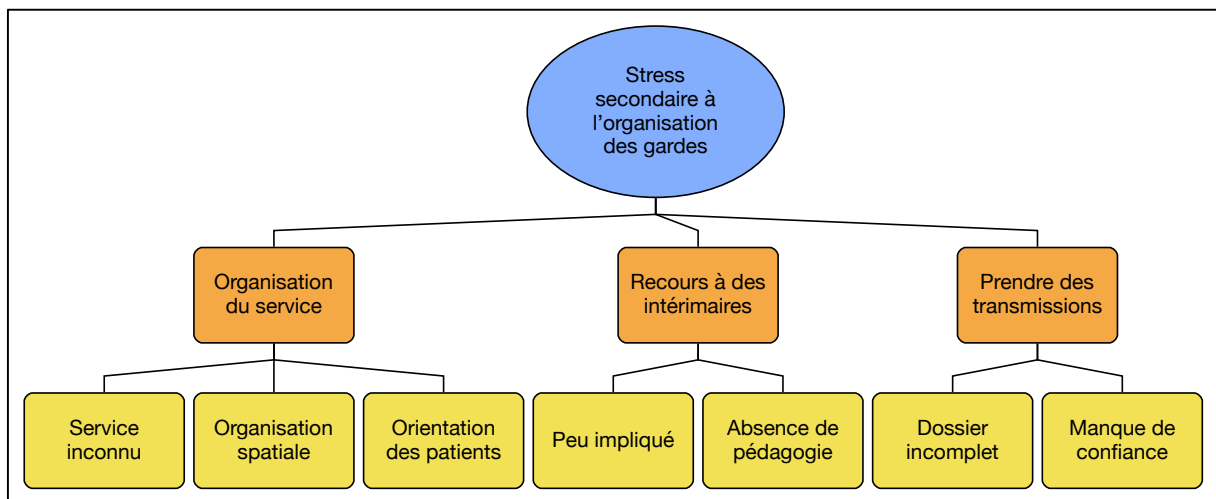 Stress
secondaire à
l’organisation
des gardes
Organisation
du service
Recours à des
intérimaires
Prendre des
transmissions
Service
inconnu
Organisation
spatiale
Orientation
des patients
Peu impliqué
Absence de
pédagogie
Dossier
incomplet
Manque de
confiance